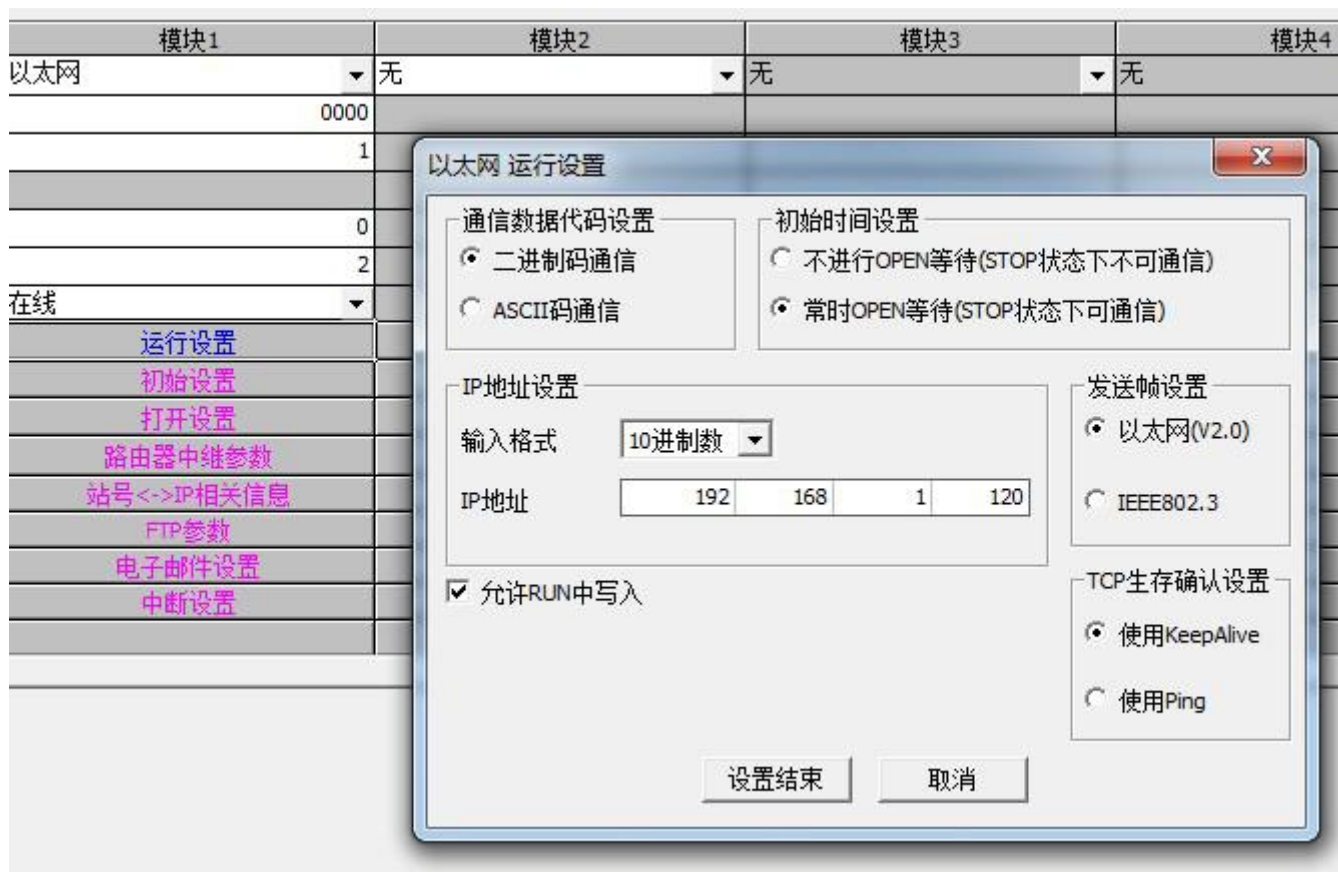 模块1 模块2 模块3 模块4
以太网 无 无 无
0000
1
0
2
在线
运行设置
初始设置
打开设置
路由器中继参数
站号<->IP相关信息
FTP参数
电子邮件设置
中断设置
以太网 运行设置
通信数据代码设置
二进制码通信
ASCII码通信
初始时间设置
不进行OPEN等待(STOP状态下不可通信)
常时OPEN等待(STOP状态下可通信)
IP地址设置
输入格式 10进制数
IP地址 192 168 1 120
发送帧设置
以太网(V2.0)
IEEE802.3
允许RUN中写入
TCP生存确认设置
使用KeepAlive
使用Ping
设置结束 取消